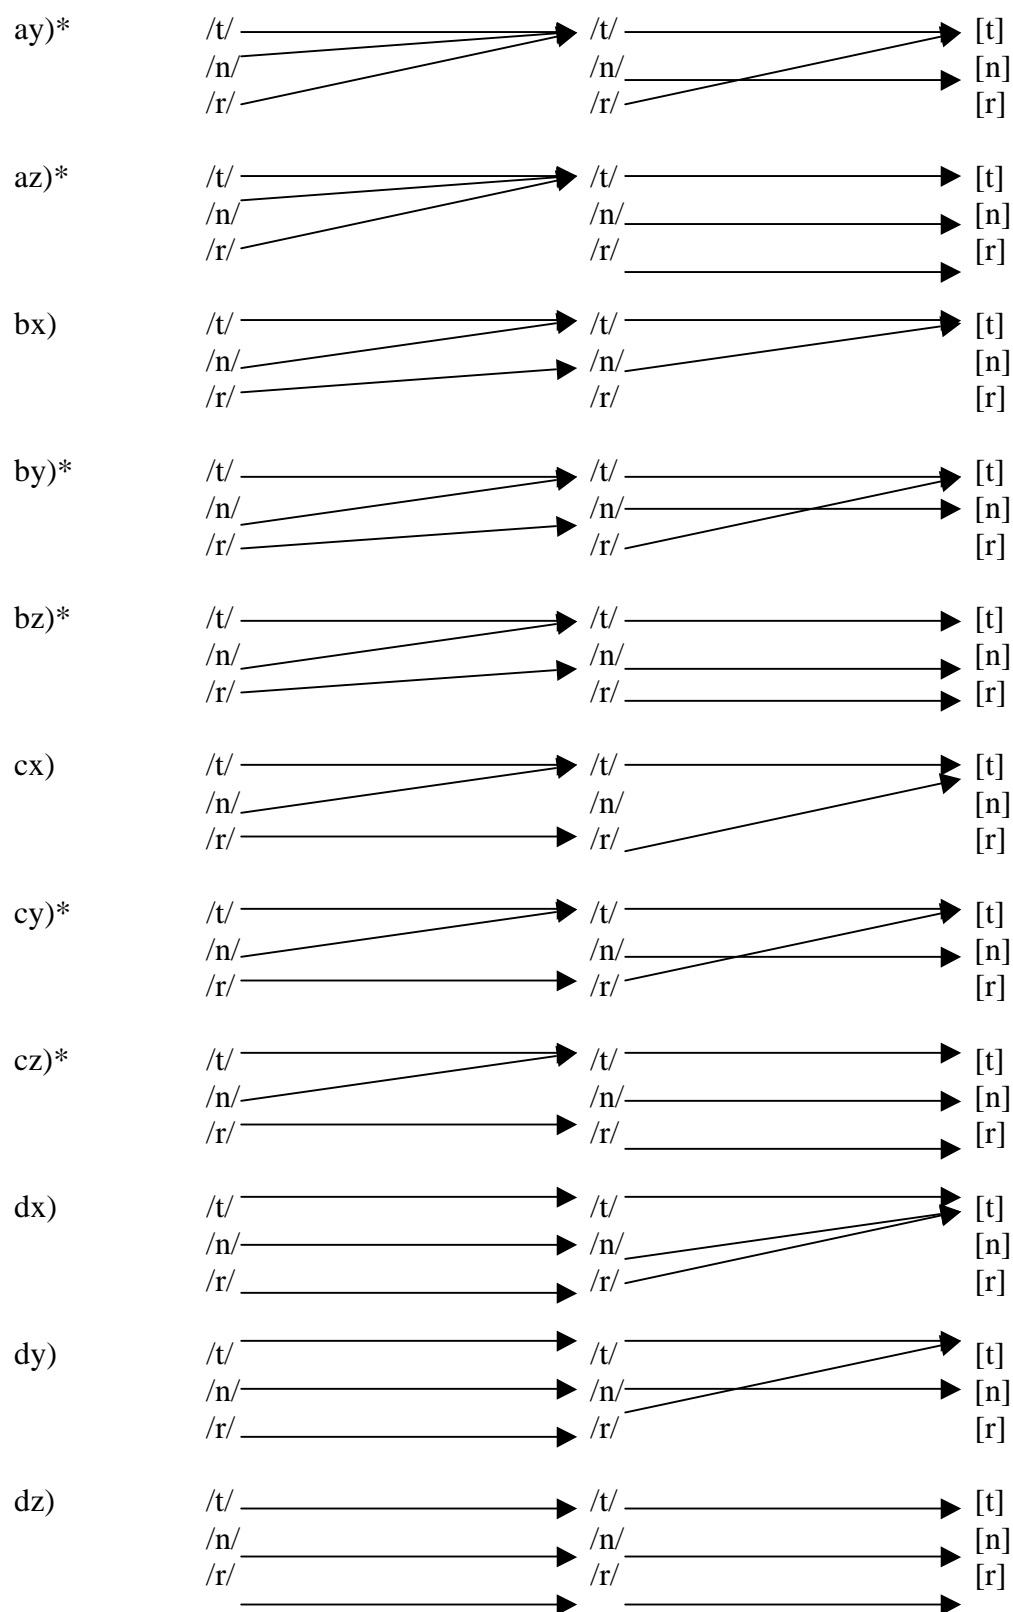 ay)* /t/ /t/ [t]
/n/ /n/ [n]
/r/ /r/ [r]
az)* /t/ /t/ [t]
/n/ /n/ [n]
/r/ /r/ [r]
bx) /t/ /t/ [t]
/n/ /n/ [n]
/r/ /r/ [r]
by)* /t/ /t/ [t]
/n/ /n/ [n]
/r/ /r/ [r]
bz)* /t/ /t/ [t]
/n/ /n/ [n]
/r/ /r/ [r]
cx) /t/ /t/ [t]
/n/ /n/ [n]
/r/ /r/ [r]
cy)* /t/ /t/ [t]
/n/ /n/ [n]
/r/ /r/ [r]
cz)* /t/ /t/ [t]
/n/ /n/ [n]
/r/ /r/ [r]
dx) /t/ /t/ [t]
/n/ /n/ [n]
/r/ /r/ [r]
dy) /t/ /t/ [t]
/n/ /n/ [n]
/r/ /r/ [r]
dz) /t/ /t/ [t]
/n/ /n/ [n]
/r/ /r/ [r]